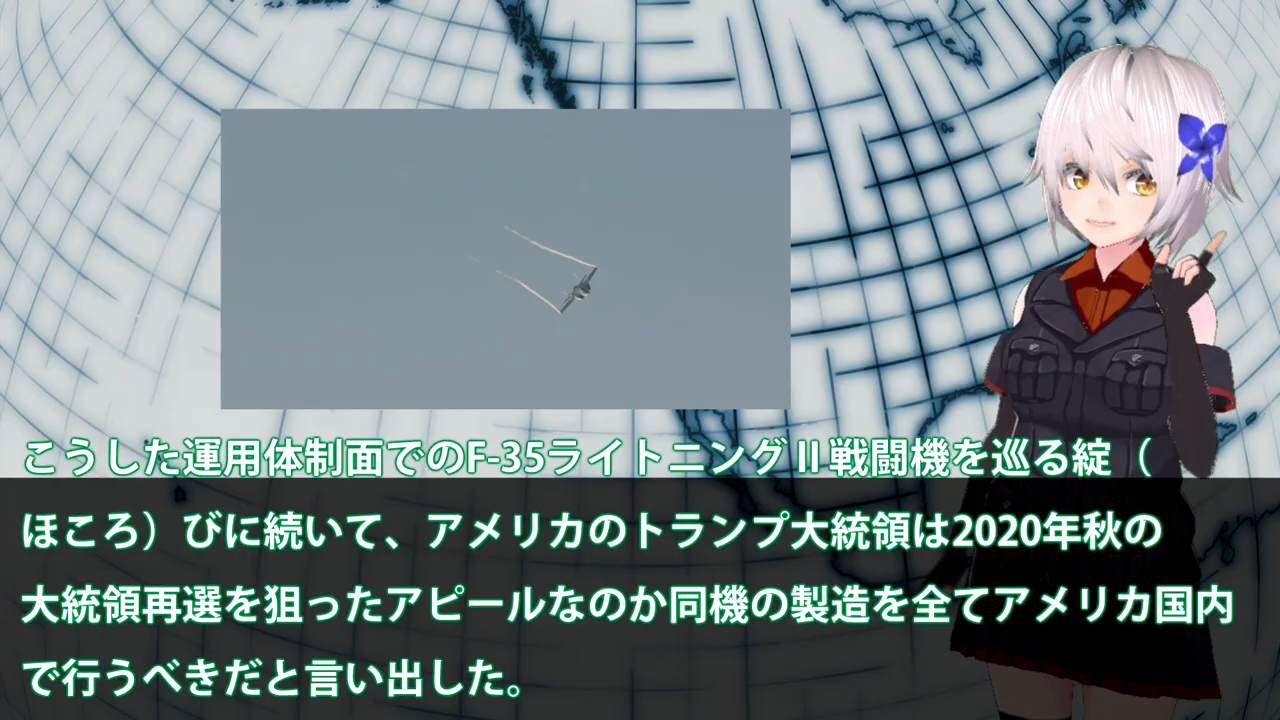 こうした運用体制面でのF-35ライトニングⅡ戦闘機を巡る綻（
ほころ）びに続いて、アメリカのトランプ大統領は2020年秋の
大統領再選を狙ったアピールなのか同機の製造を全てアメリカ国内
で行うべきだと言い出した。